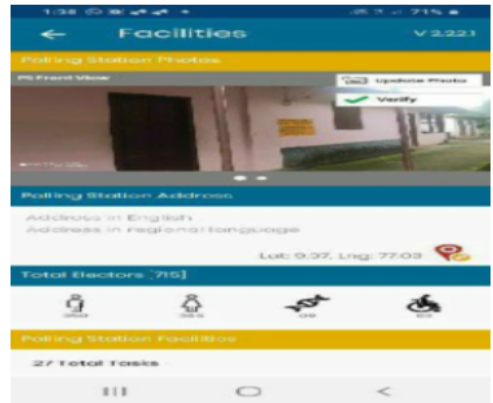 1:38 71%
Facilities V 2.2.2.1
Polling Station Photos
PS Front View
Update Photo
Verify
Polling Station Address
Address in English
Address in regional language
Lat: 9.97, Lng: 77.03
Total Electors [715]
Polling Station Facilities
27 Total Tasks